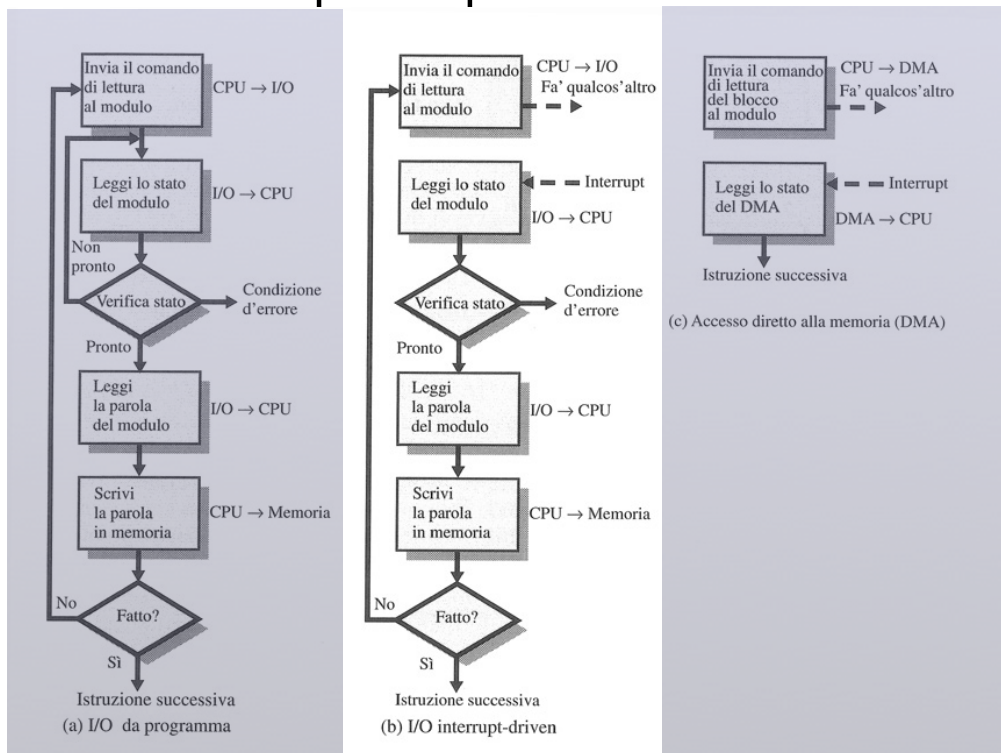 Invia il comando
di lettura
al modulo
CPU → I/O
Leggi lo stato
del modulo
I/O → CPU
Non
pronto
Verifica stato
Condizione
d'errore
Pronto
Leggi
la parola
del modulo
I/O → CPU
Scrivi
la parola
in memoria
CPU → Memoria
No
Fatto?
Sì
Istruzione successiva
(a) I/O da programma
Invia il comando
di lettura
al modulo
CPU → I/O
Fa' qualcos'altro
Leggi lo stato
del modulo
Interrupt
I/O → CPU
Verifica stato
Condizione
d'errore
Pronto
Leggi
la parola
del modulo
I/O → CPU
Scrivi
la parola
in memoria
CPU → Memoria
No
Fatto?
Sì
Istruzione successiva
(b) I/O interrupt-driven
Invia il comando
di lettura
del blocco
al modulo
CPU → DMA
Fa' qualcos'altro
Leggi lo stato
del DMA
Interrupt
DMA → CPU
Istruzione successiva
(c) Accesso diretto alla memoria (DMA)